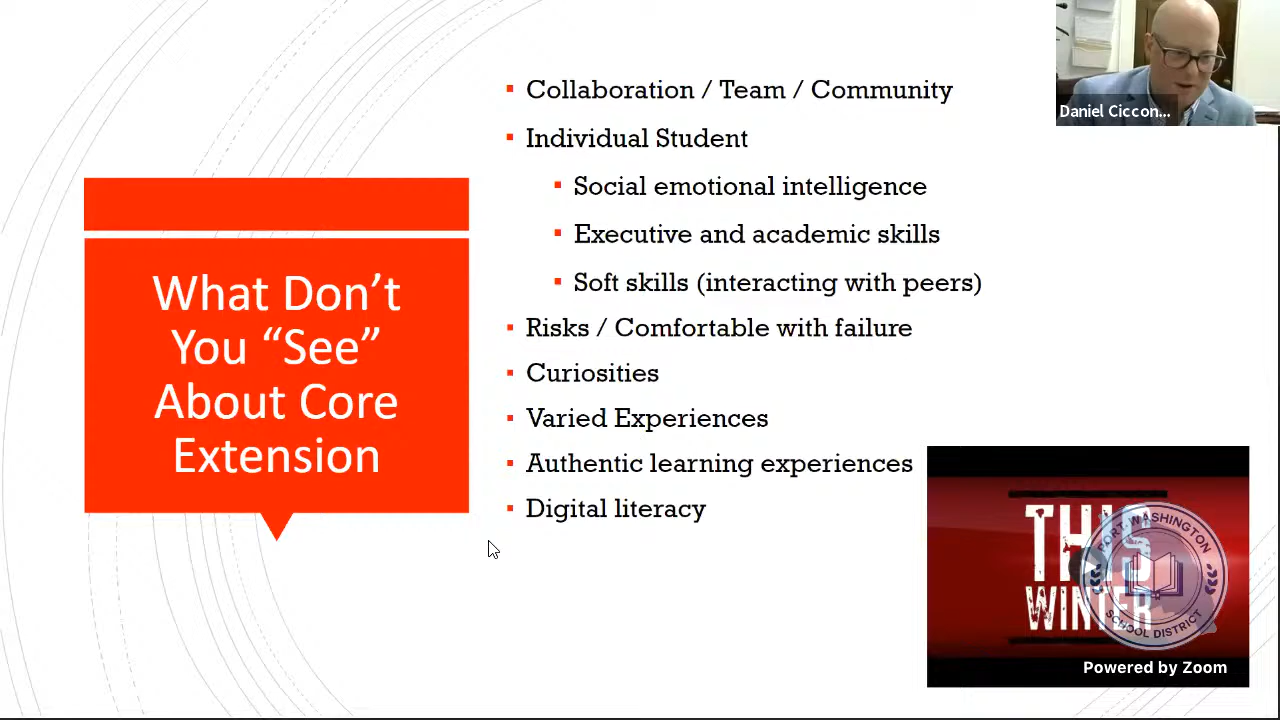 Collaboration / Team / Community
Individual Student
Social emotional intelligence
Executive and academic skills
Soft skills (interacting with peers)
Risks / Comfortable with failure
Curiosities
Varied Experiences
Authentic learning experiences
Digital literacy
What Don’t
You “See”
About Core
Extension
Daniel Ciccon...
THIS
WINTER
PORT WASHINGTON
SCHOOL DISTRICT
Powered by Zoom